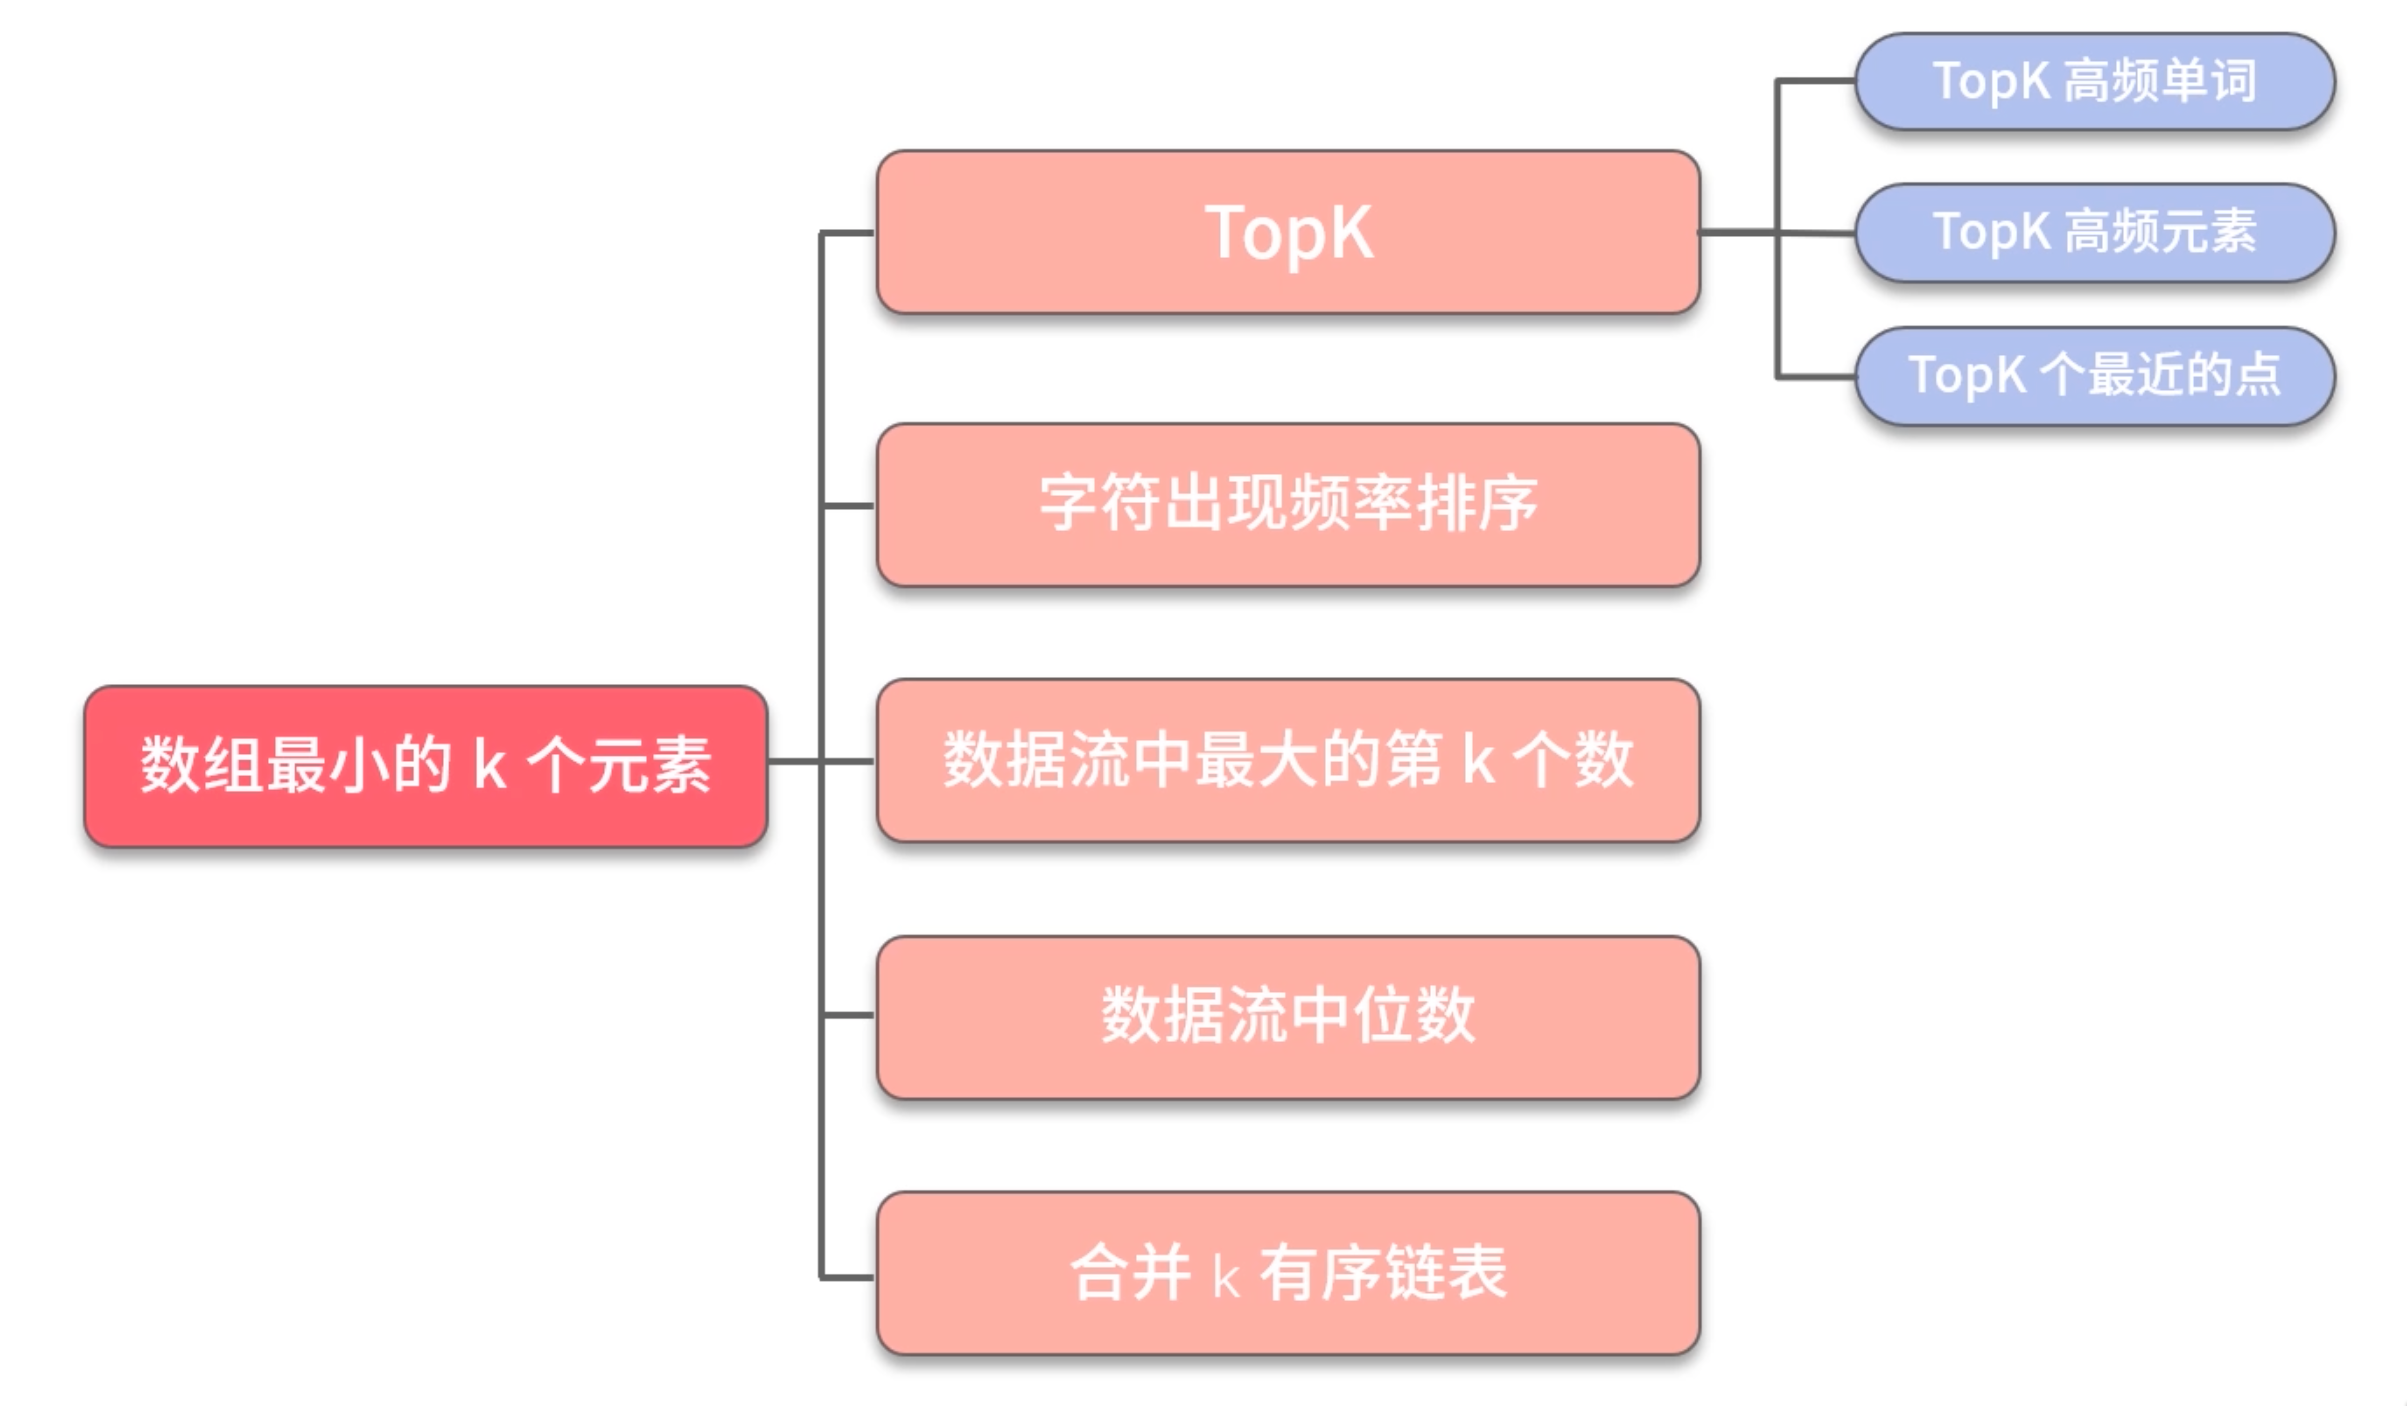 数组最小的 k 个元素
TopK
TopK 高频单词
TopK 高频元素
TopK 个最近的点
字符出现频率排序
数据流中最大的第 k 个数
数据流中位数
合并 k 有序链表